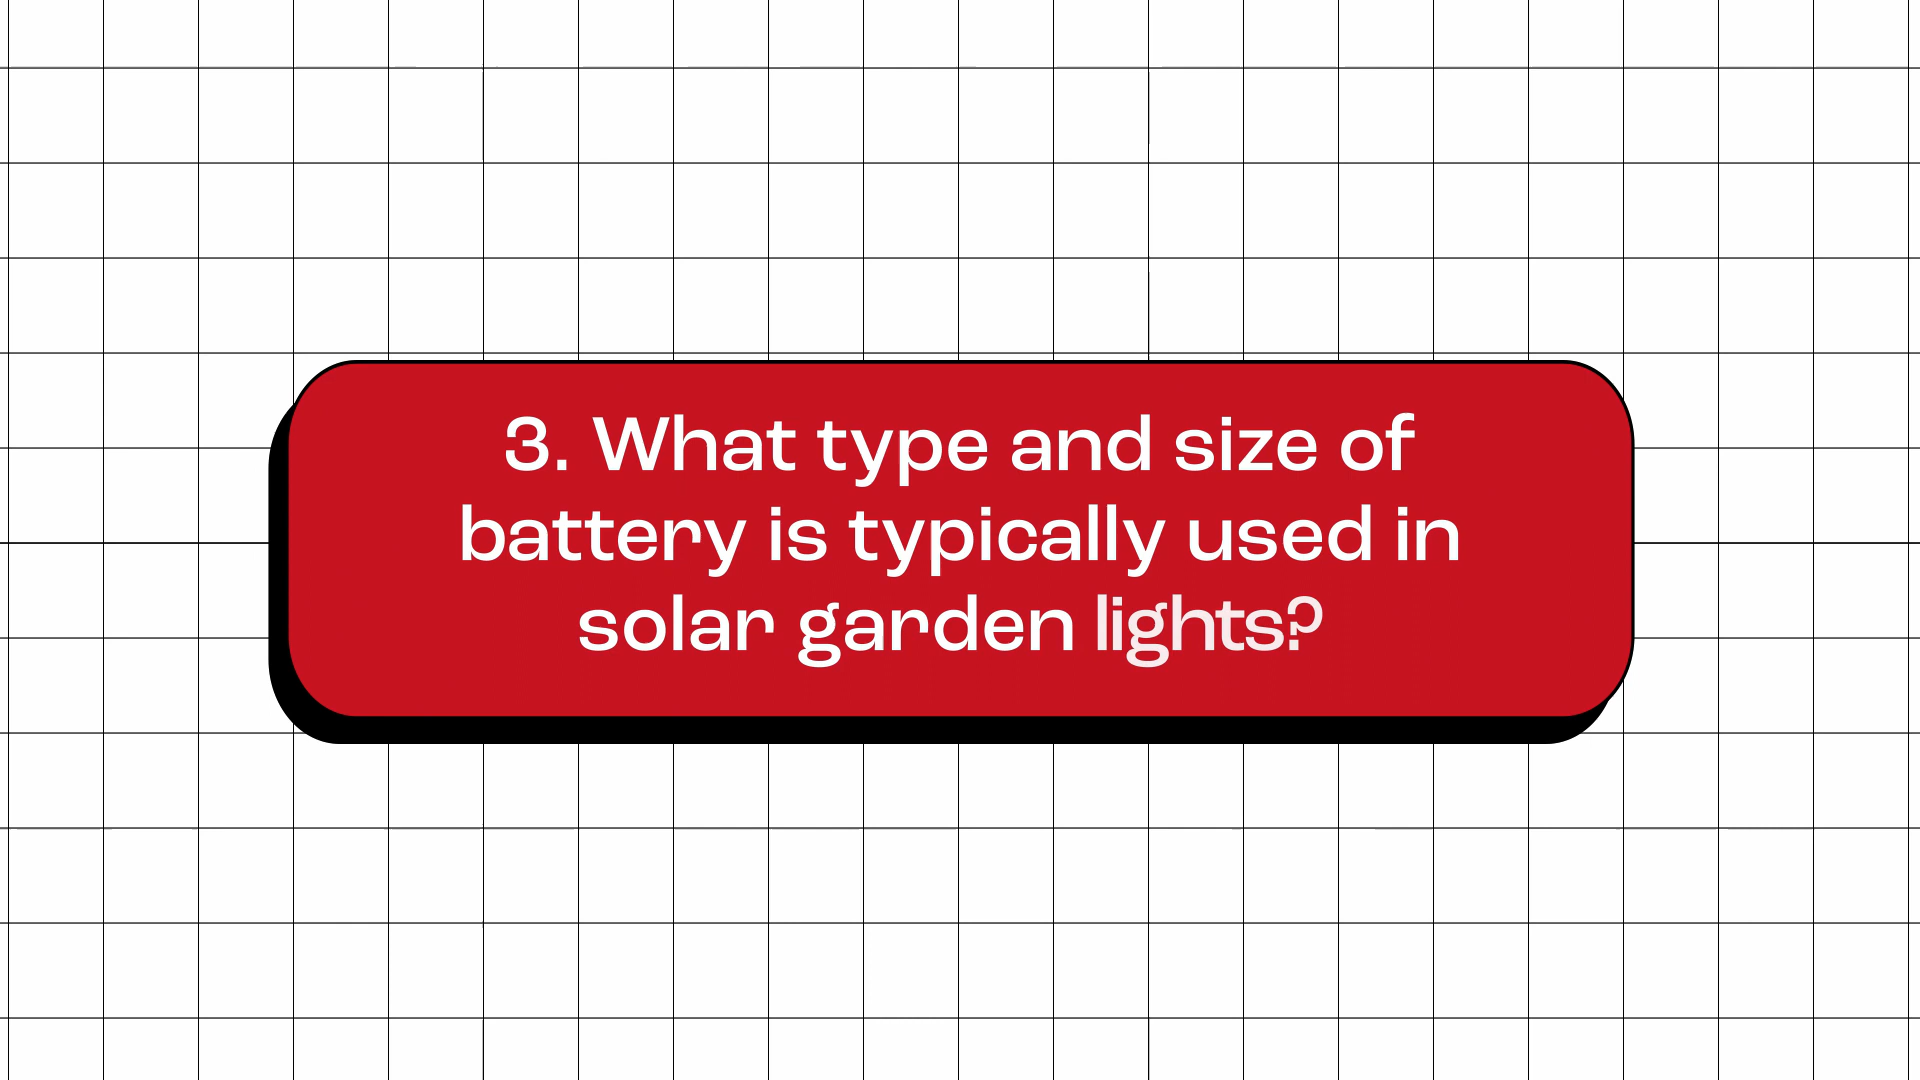 3. What type and size of
battery is typically used in
solar garden lights?